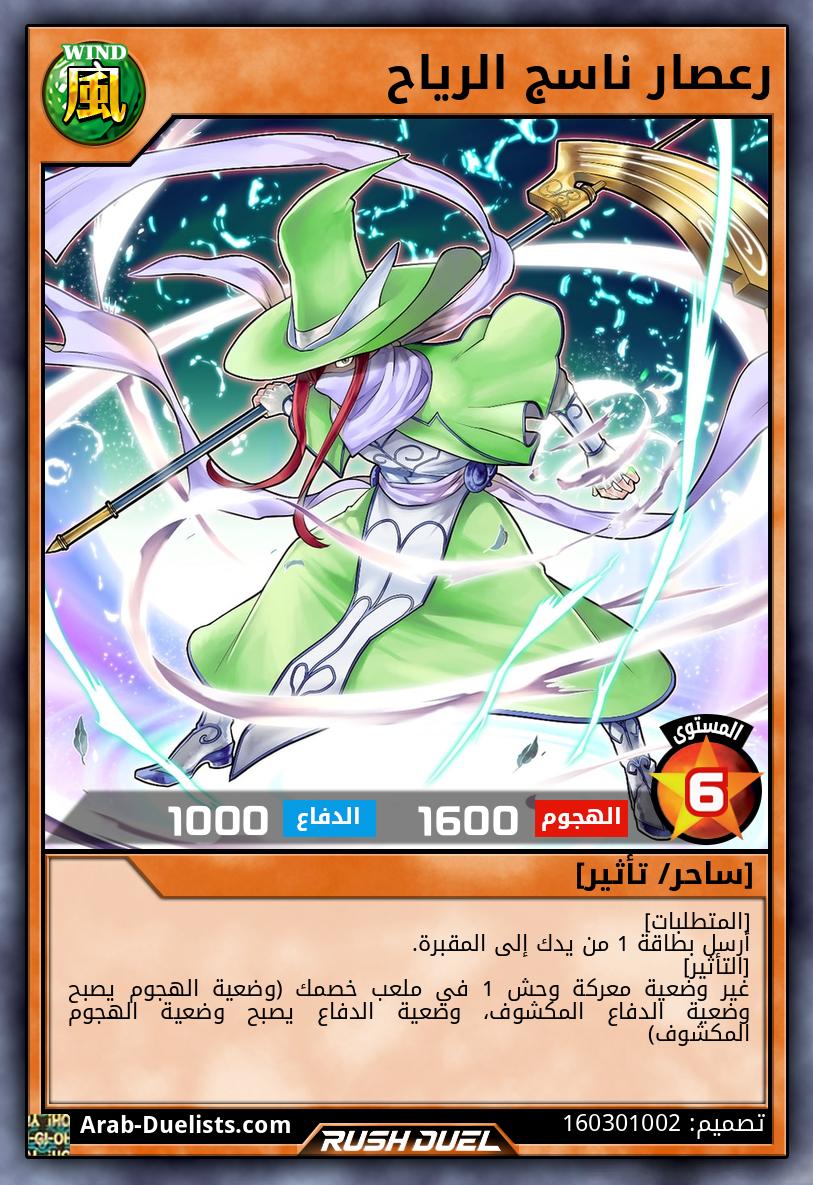 رعصار ناسج الرياح
WIND
風
المستوى
6
الهجوم 1600 الدفاع 1000
[ساحر/ تأثير]
[المتطلبات]
أرسل بطاقة 1 من يدك إلى المقبرة.
[التأثير]
غير وضعية معركة وحش 1 في ملعب خصمك (وضعية الهجوم يصبح
وضعية الدفاع المكشوف، وضعية الدفاع يصبح وضعية الهجوم
المكشوف)
تصميم: 160301002
RUSH DUEL
Arab-Duelists.com